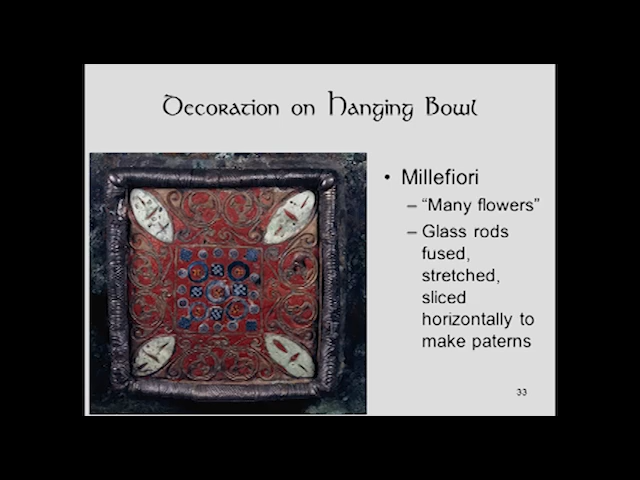 Decoration on Hanging Bowl
• Millefiori
– “Many flowers”
– Glass rods
fused,
stretched,
sliced
horizontally to
make paterns
33